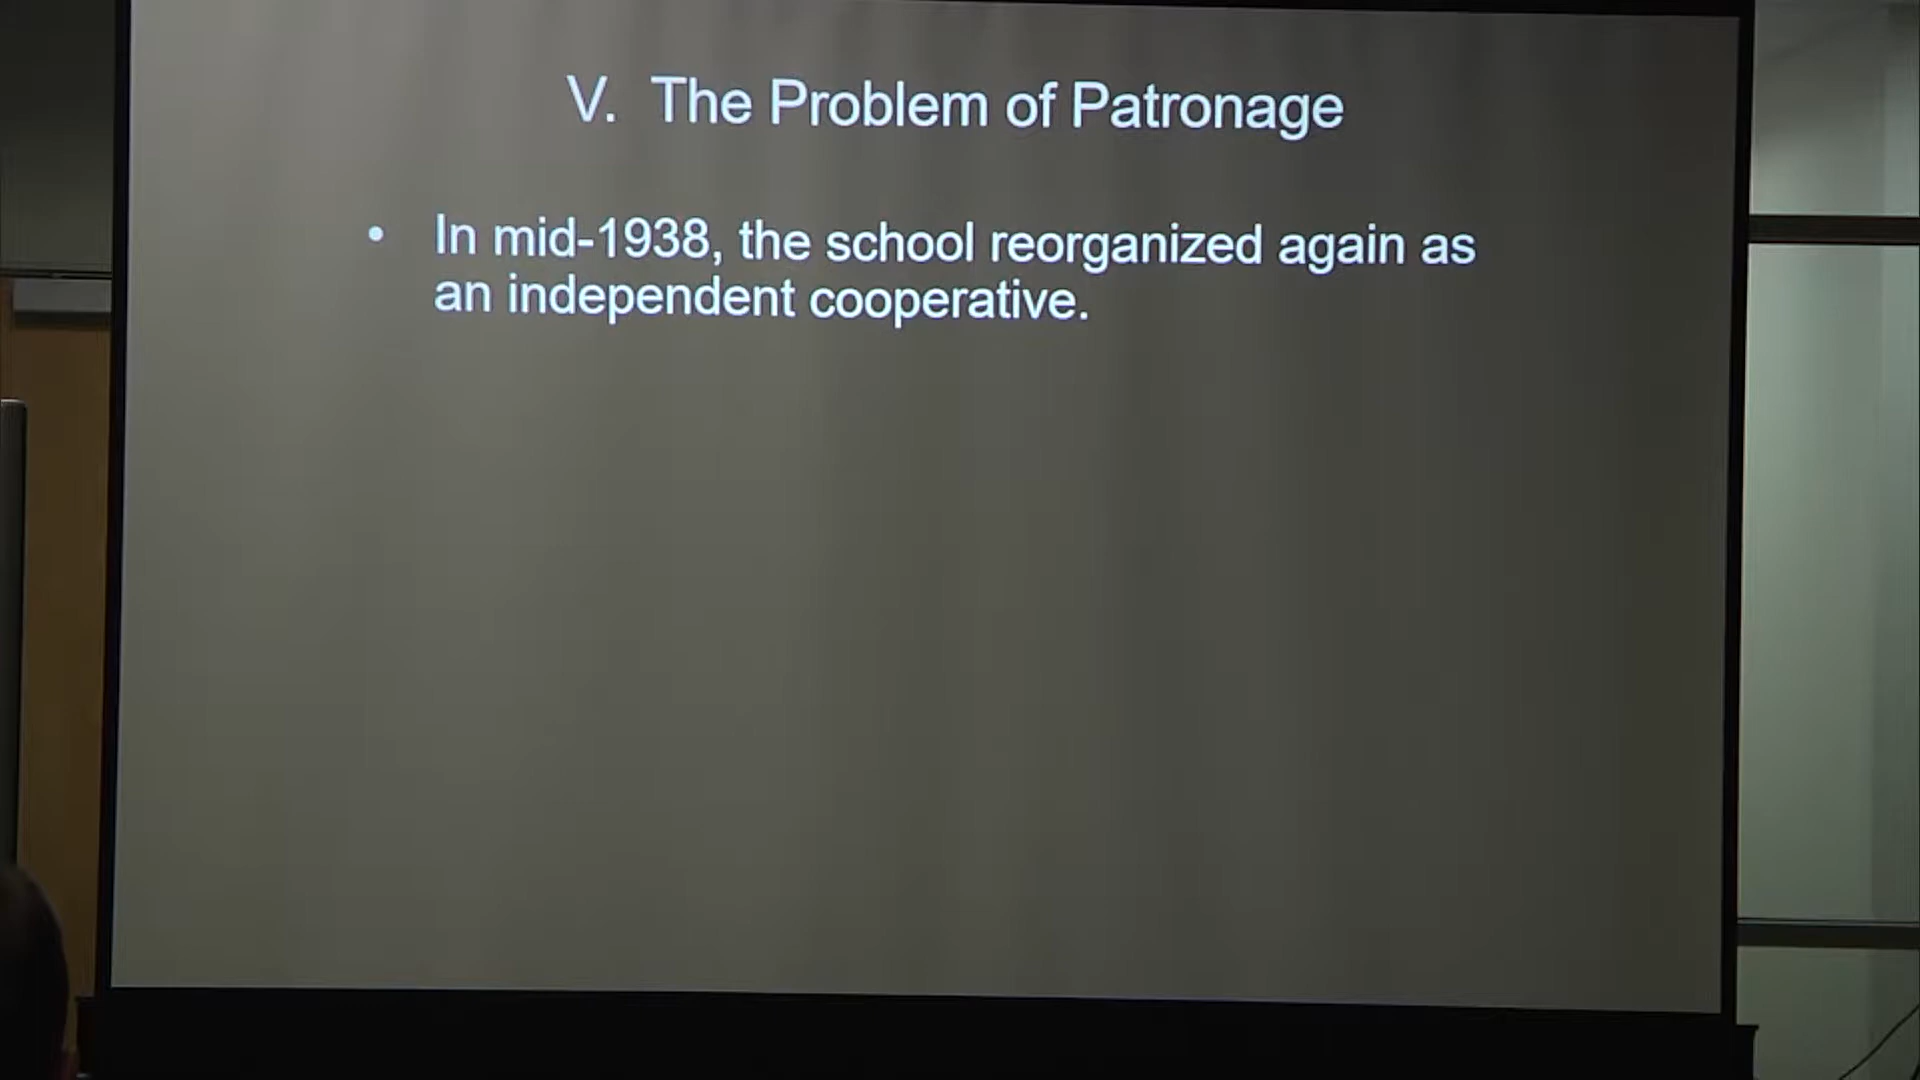 V. The Problem of Patronage
• In mid-1938, the school reorganized again as
an independent cooperative.